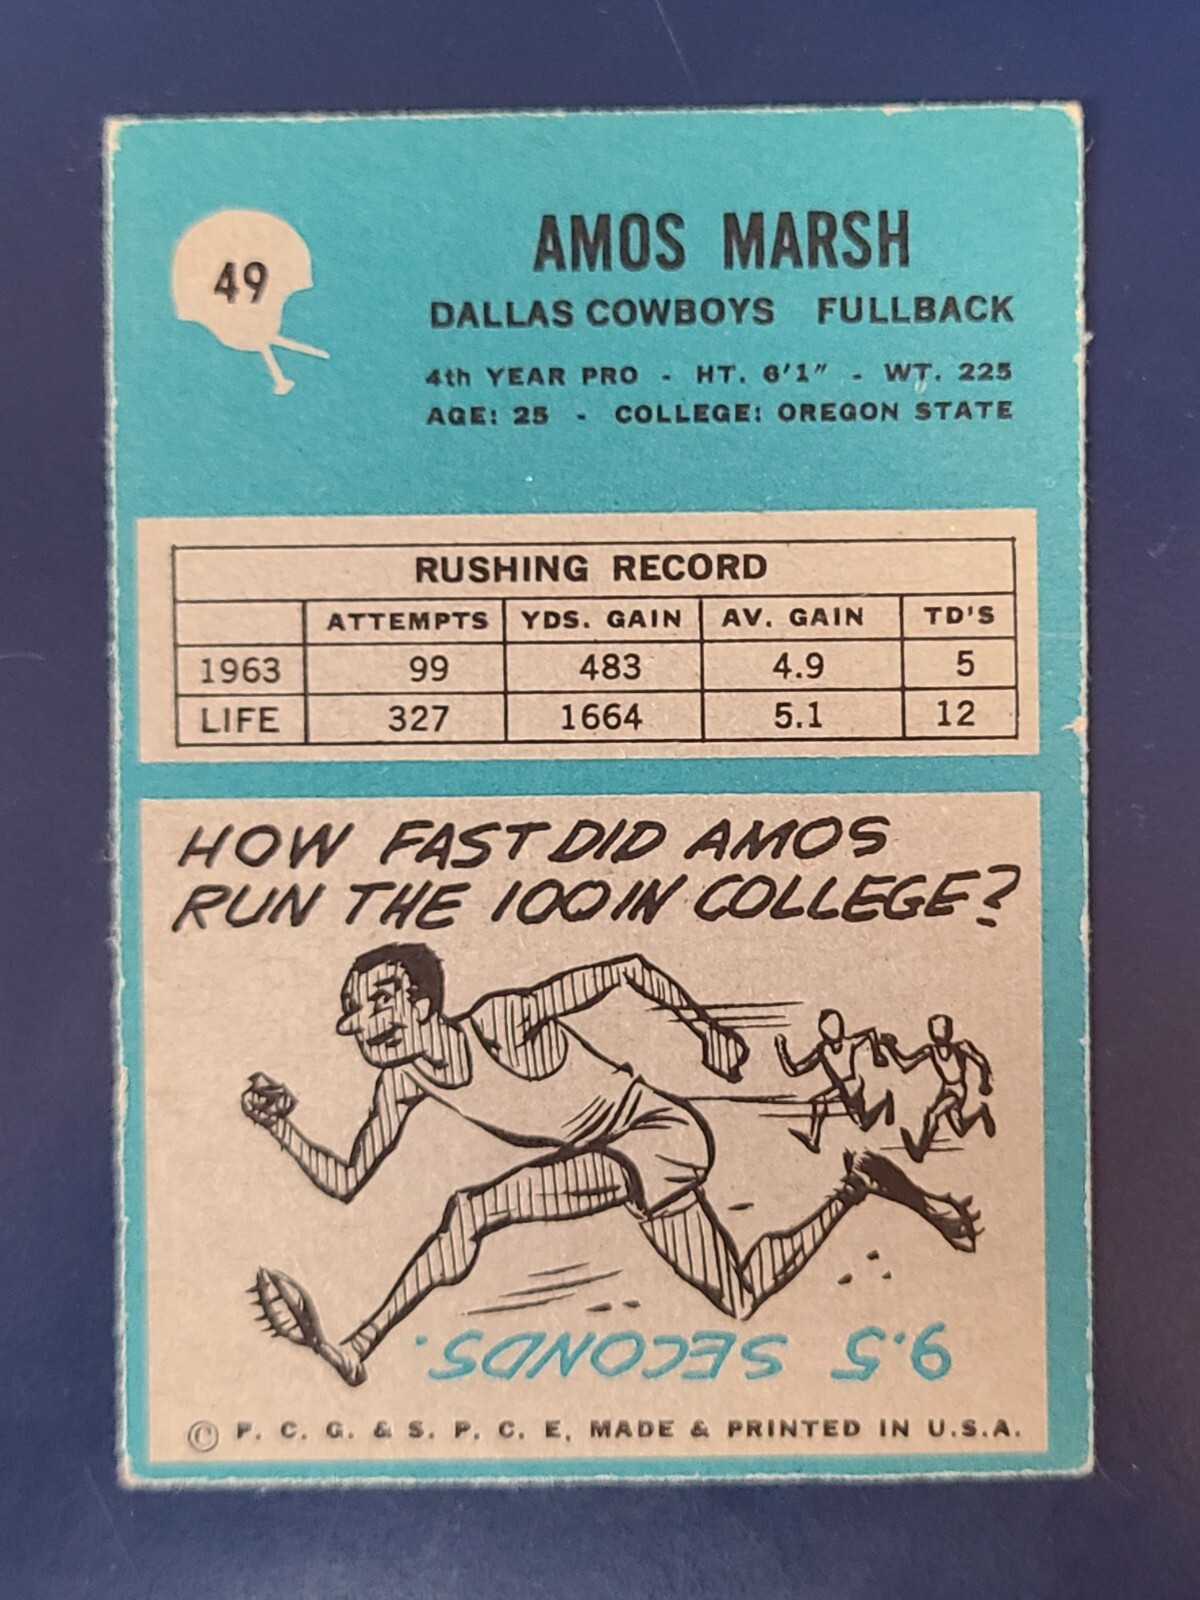 49
AMOS MARSH
DALLAS COWBOYS FULLBACK
4th YEAR PRO - HT. 6'1" - WT. 225
AGE: 25 - COLLEGE: OREGON STATE
RUSHING RECORD
ATTEMPTS YDS. GAIN AV. GAIN TD'S
1963 99 483 4.9 5
LIFE 327 1664 5.1 12
HOW FAST DID AMOS
RUN THE 100 IN COLLEGE?
9.5 SECONDS.
© P. C. G. & S. P. C. E, MADE & PRINTED IN U.S.A.